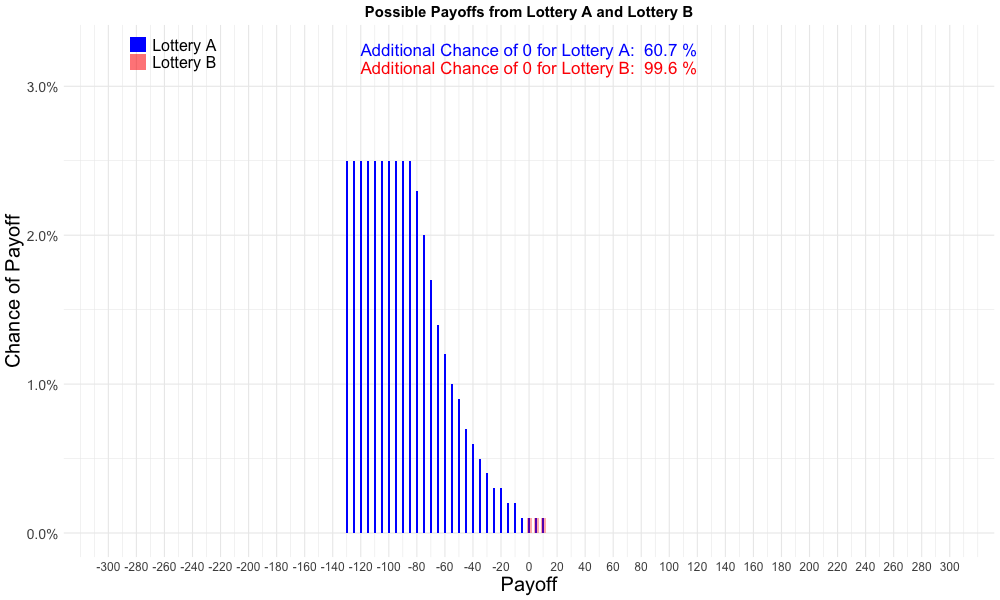 Possible Payoffs from Lottery A and Lottery B
Lottery A
Lottery B
Additional Chance of 0 for Lottery A: 60.7 %
Additional Chance of 0 for Lottery B: 99.6 %
Chance of Payoff
3.0%
2.0%
1.0%
0.0%
-300 -280 -260 -240 -220 -200 -180 -160 -140 -120 -100 -80 -60 -40 -20 0 20 40 60 80 100 120 140 160 180 200 220 240 260 280 300
Payoff